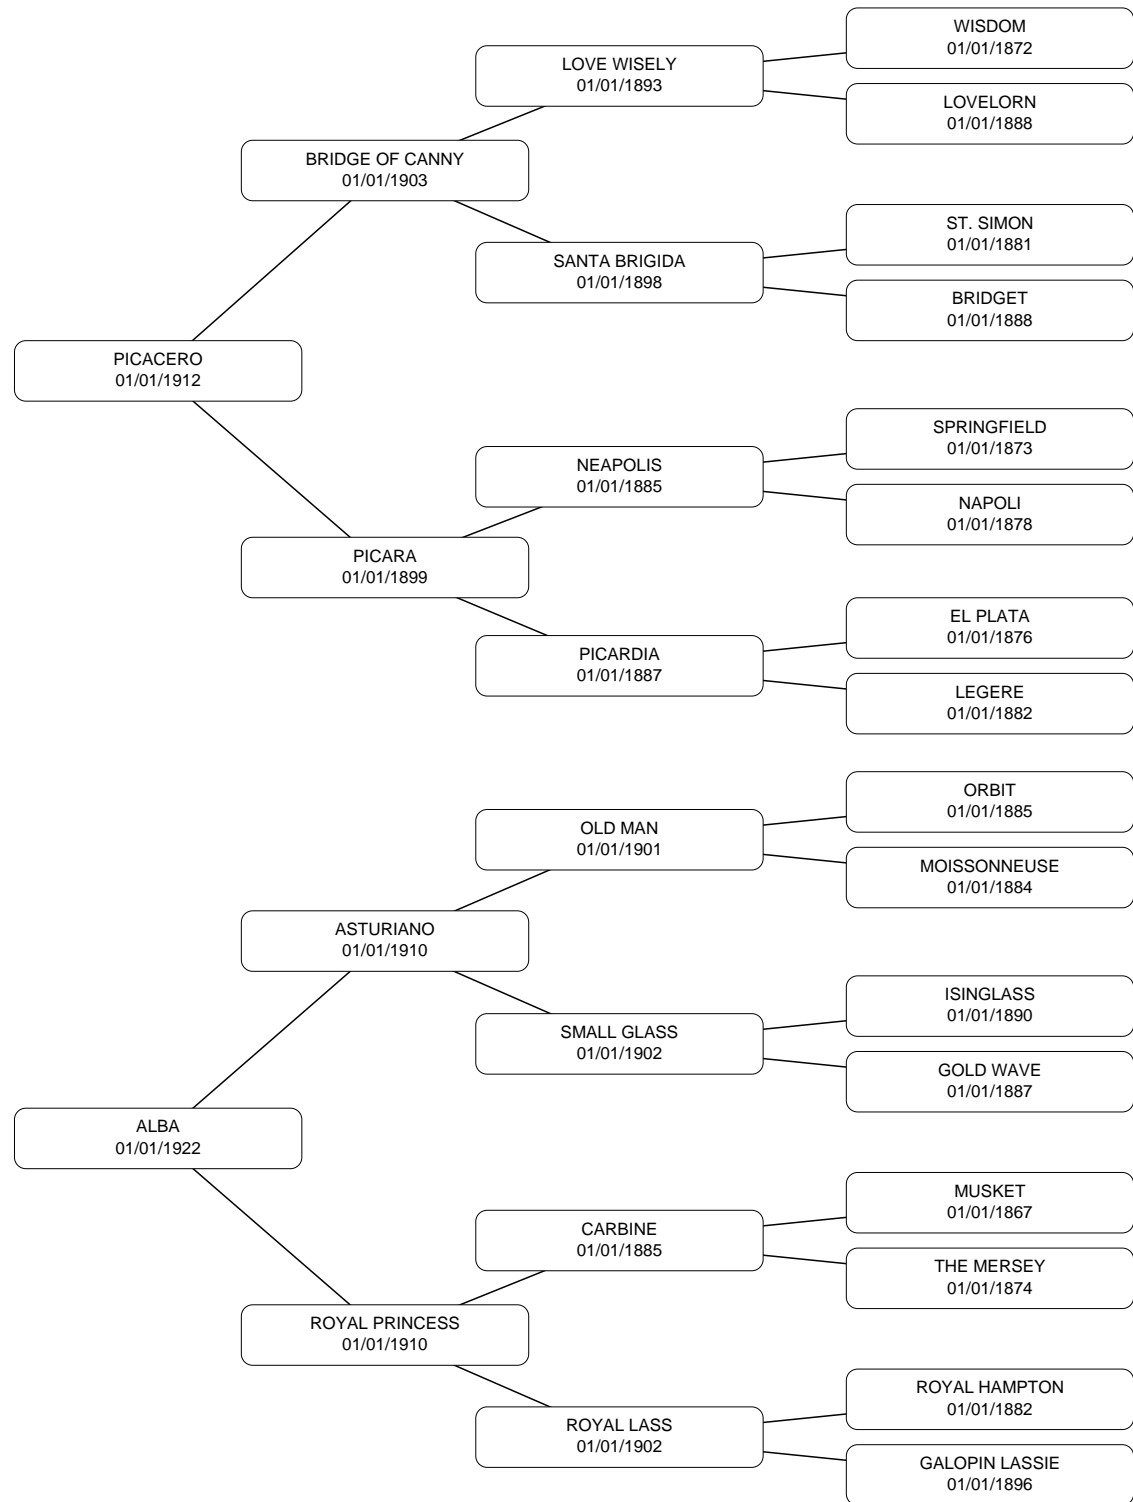 WISDOM
01/01/1872
LOVE WISELY
01/01/1893
LOVELORN
01/01/1888
BRIDGE OF CANNY
01/01/1903
ST. SIMON
01/01/1881
SANTA BRIGIDA
01/01/1898
BRIDGET
01/01/1888
PICACERO
01/01/1912
SPRINGFIELD
01/01/1873
NEAPOLIS
01/01/1885
NAPOLI
01/01/1878
PICARA
01/01/1899
EL PLATA
01/01/1876
PICARDIA
01/01/1887
LEGERE
01/01/1882
ORBIT
01/01/1885
OLD MAN
01/01/1901
MOISSONNEUSE
01/01/1884
ASTURIANO
01/01/1910
ISINGLASS
01/01/1890
SMALL GLASS
01/01/1902
GOLD WAVE
01/01/1887
ALBA
01/01/1922
MUSKET
01/01/1867
CARBINE
01/01/1885
THE MERSEY
01/01/1874
ROYAL PRINCESS
01/01/1910
ROYAL HAMPTON
01/01/1882
ROYAL LASS
01/01/1902
GALOPIN LASSIE
01/01/1896